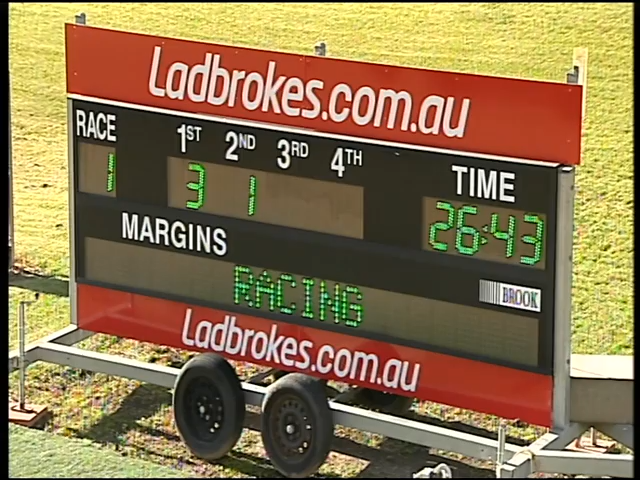 Ladbrokes.com.au
RACE 1ST 2ND 3RD 4TH TIME
1 3 1 26:43
MARGINS
RACING BROOK
Ladbrokes.com.au